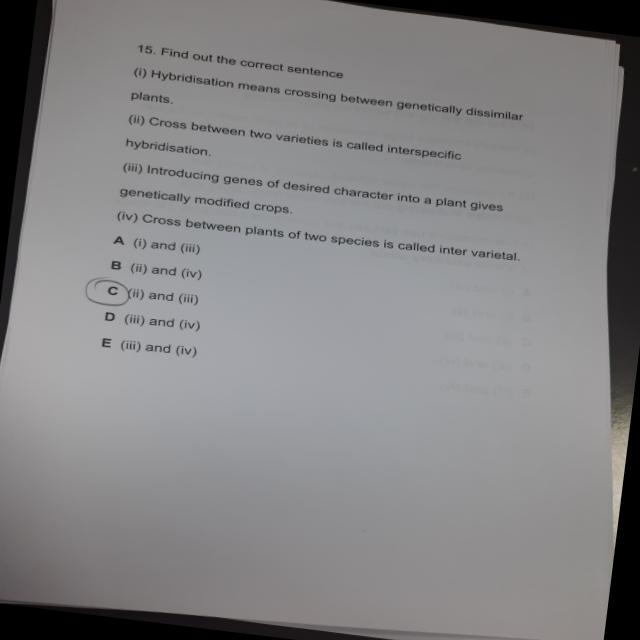 15. Find out the correct sentence
(i) Hybridisation means crossing between genetically dissimilar
plants.
(ii) Cross between two varieties is called interspecific
hybridisation.
(iii) Introducing genes of desired character into a plant gives
genetically modified crops.
(iv) Cross between plants of two species is called inter varietal.
A (i) and (iii)
B (ii) and (iv)
C (ii) and (iii)
D (iii) and (iv)
E (iii) and (iv)